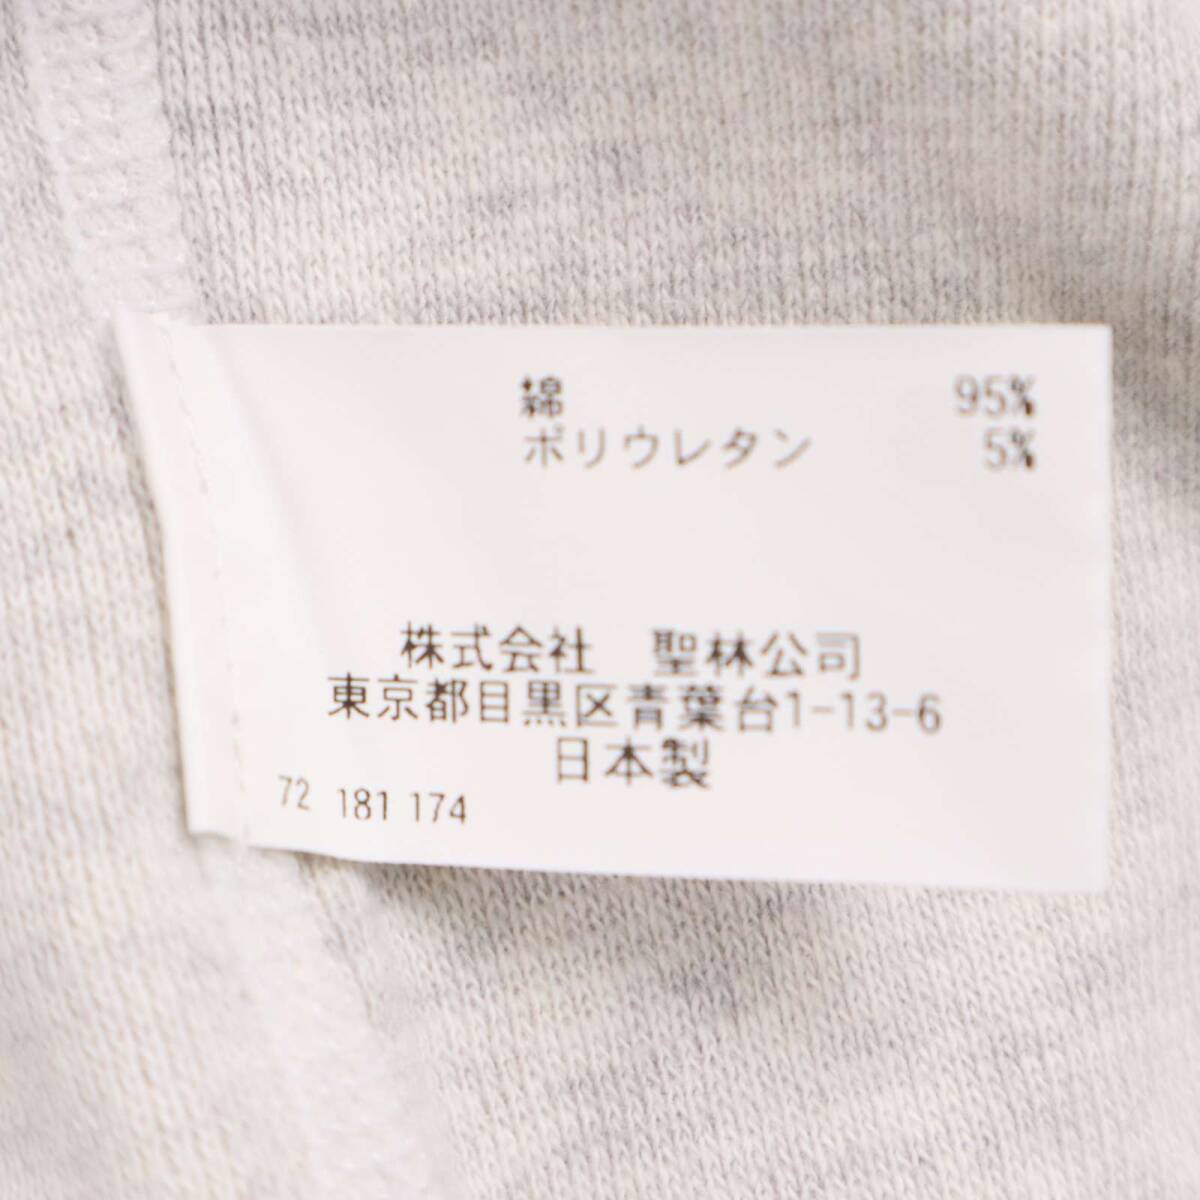 綿 95%
ポリウレタン 5%
株式会社　聖林公司
東京都目黒区青葉台1-13-6
日本製
72 181 174